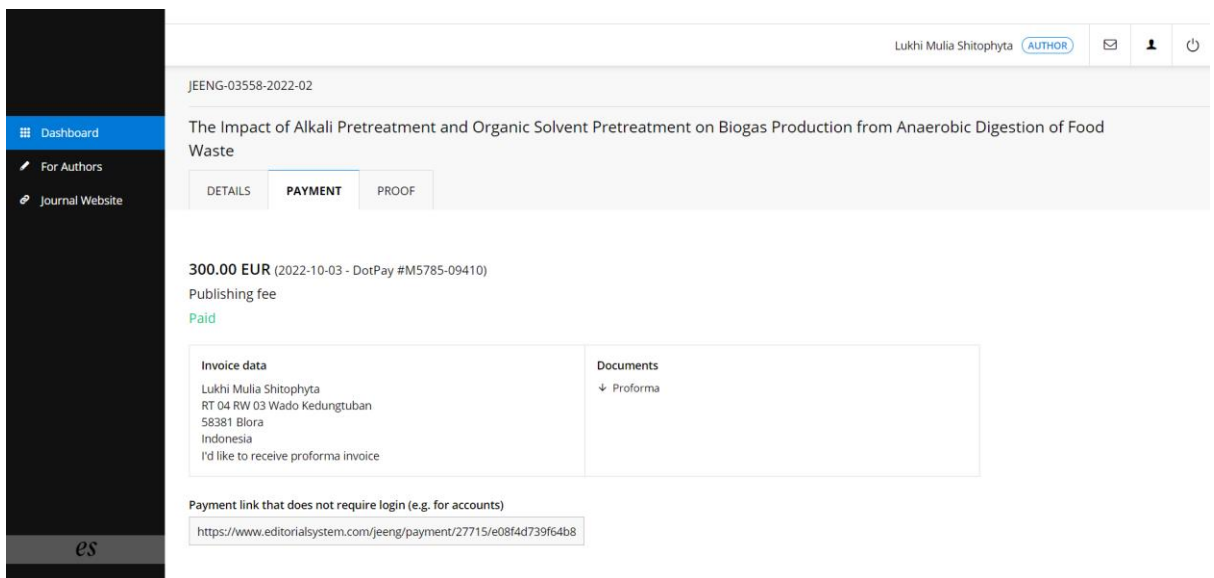 Lukhi Mulia Shitophyta AUTHOR
JEENG-03558-2022-02
Dashboard
For Authors
Journal Website
The Impact of Alkali Pretreatment and Organic Solvent Pretreatment on Biogas Production from Anaerobic Digestion of Food
Waste
DETAILS PAYMENT PROOF
300.00 EUR (2022-10-03 - DotPay #M5785-09410)
Publishing fee
Paid
Invoice data
Lukhi Mulia Shitophyta
RT 04 RW 03 Wado Kedungtuban
58381 Blora
Indonesia
I'd like to receive proforma invoice
Documents
Proforma
Payment link that does not require login (e.g. for accounts)
https://www.editorialsystem.com/jeeng/payment/27715/e08f4d739f64b8
es